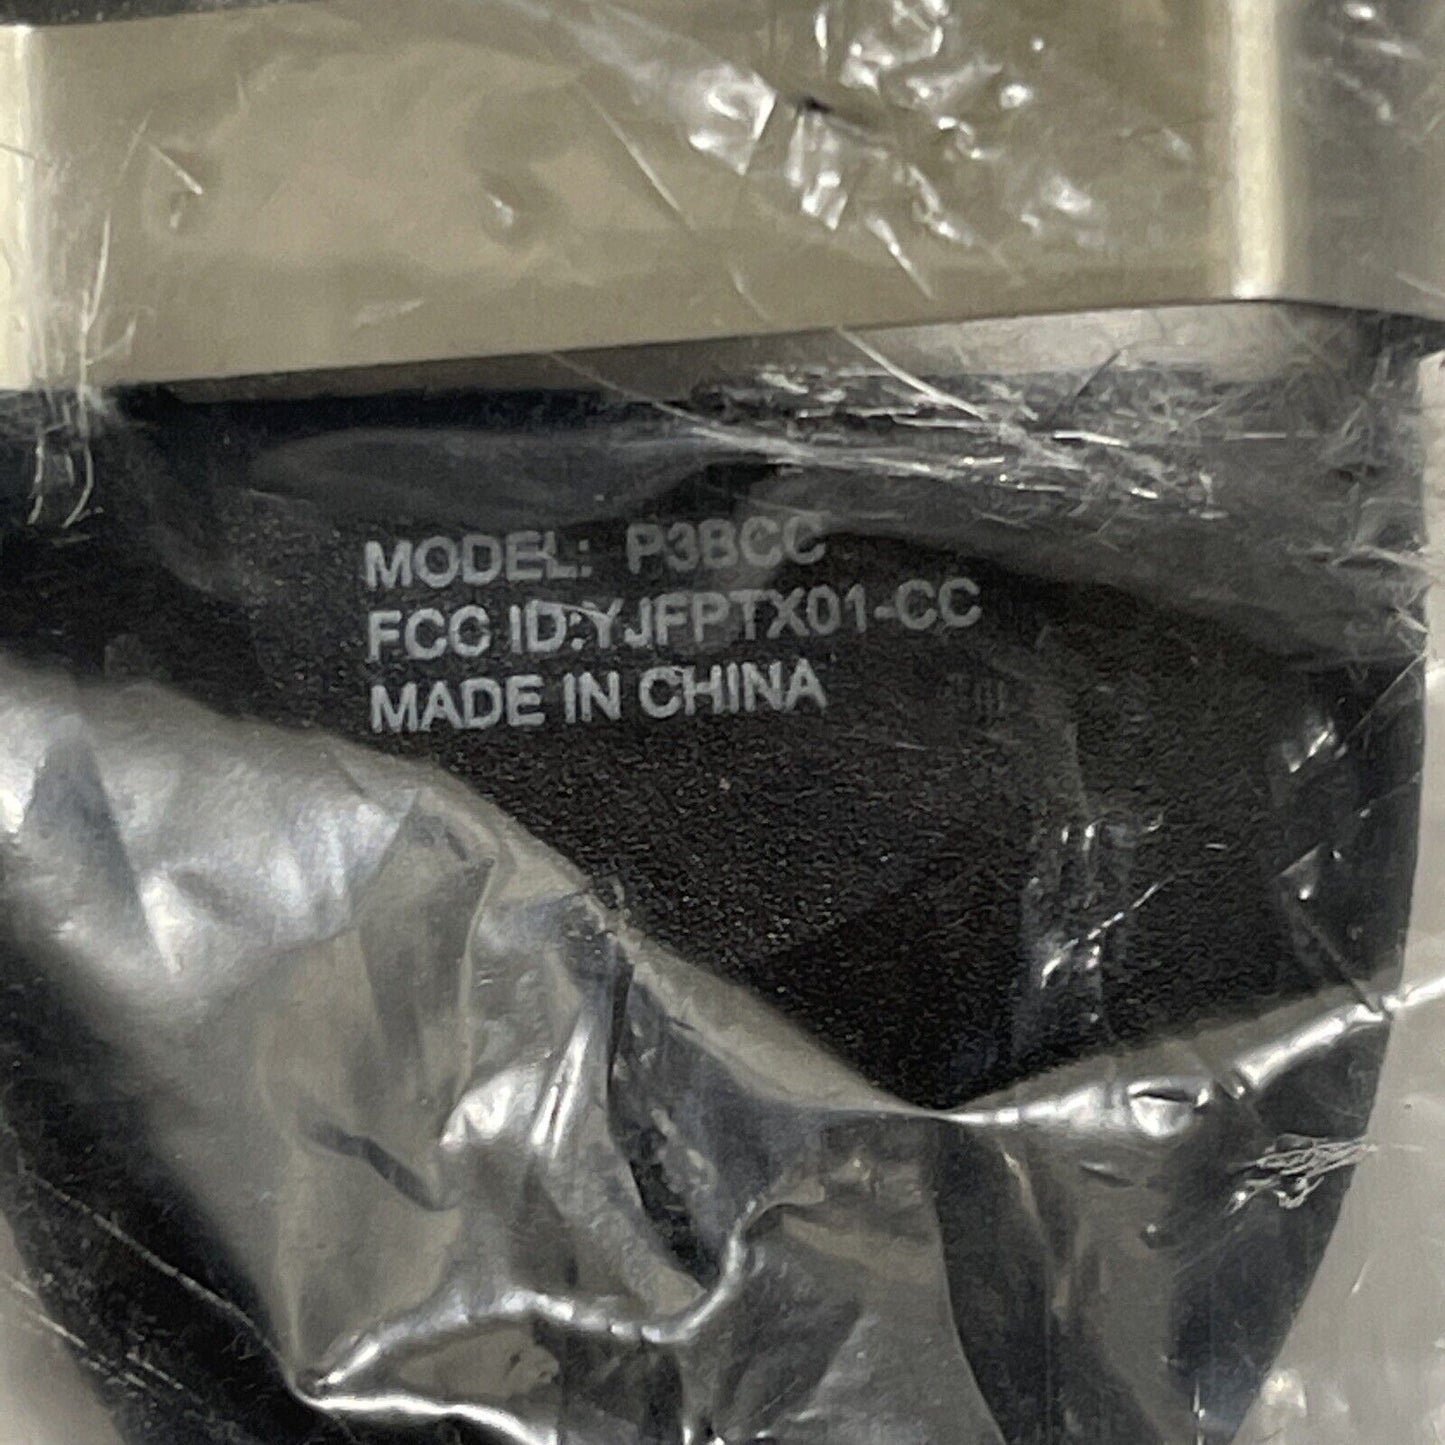 MODEL: P3BCC
FCC ID:YJFPTX01-CC
MADE IN CHINA